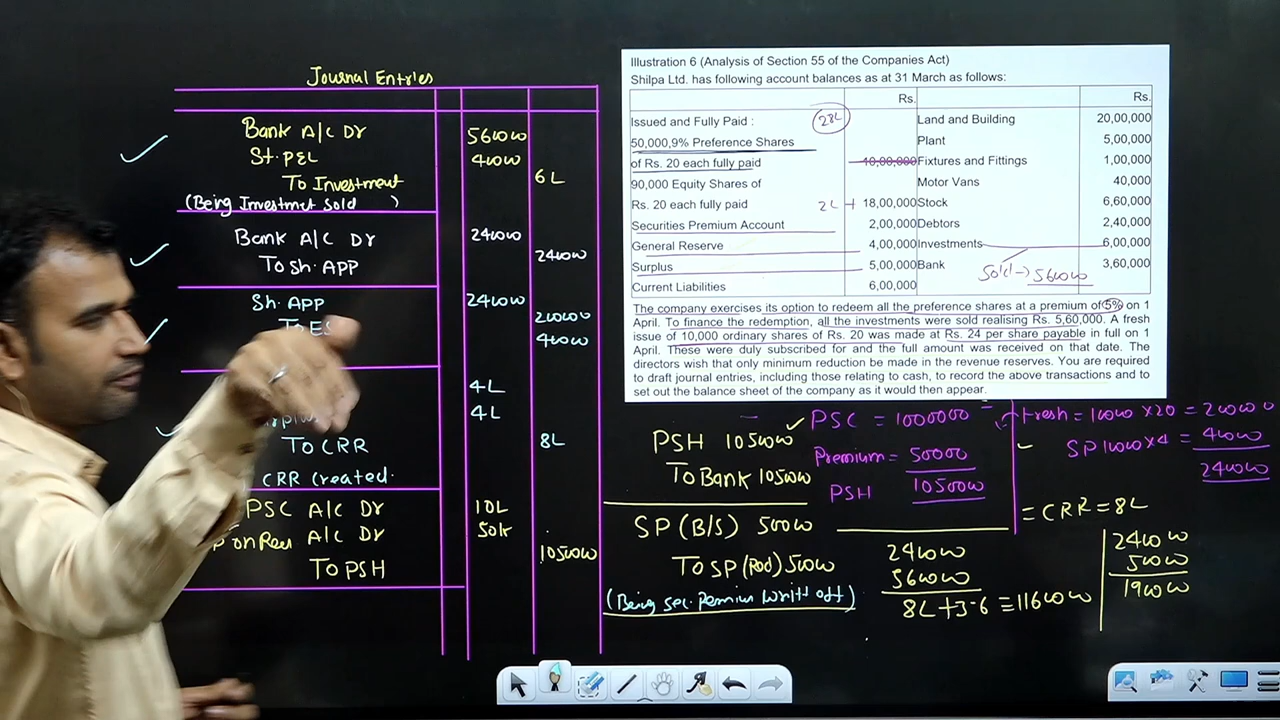 Journal Entries
Bank A/c Dr 560000
St. P&L 40000
To Investment 6L
(Being Investmet Sold )
Bank A/c Dr 240000
To Sh. APP 240000
Sh. APP 240000
To ES 200000
40000
4L
4L
To CRR 8L
CRR Created.
PSC A/c Dr 10L
onRed A/c Dr 50k
To PSH 1050000
Illustration 6 (Analysis of Section 55 of the Companies Act)
Shilpa Ltd. has following account balances as at 31 March as follows:
Rs. Rs.
Issued and Fully Paid : 28L Land and Building 20,00,000
50,000,9% Preference Shares Plant 5,00,000
of Rs. 20 each fully paid 10,00,000 Fixtures and Fittings 1,00,000
90,000 Equity Shares of Motor Vans 40,000
Rs. 20 each fully paid 2L + 18,00,000 Stock 6,60,000
Securities Premium Account 2,00,000 Debtors 2,40,000
General Reserve 4,00,000 Investments 6,00,000
Surplus 5,00,000 Bank 3,60,000
Sold → 560000
Current Liabilities 6,00,000
The company exercises its option to redeem all the preference shares at a premium of 5% on 1
April. To finance the redemption, all the investments were sold realising Rs. 5,60,000. A fresh
issue of 10,000 ordinary shares of Rs. 20 was made at Rs. 24 per share payable in full on 1
April. These were duly subscribed for and the full amount was received on that date. The
directors wish that only minimum reduction be made in the revenue reserves. You are required
to draft journal entries, including those relating to cash, to record the above transactions and to
set out the balance sheet of the company as it would then appear.
PSH 1050000
To Bank 1050000
PSC = 1000000
Premium = 50000
PSH 1050000
Fresh = 10000 X 20 = 200000
SP 10000 x 4 = 40000
240000
= CRR = 8L
SP (B/S) 50000
To SP (Red) 50000
(Being Sec. Permium Writt off)
240000
560000
8L + 3.6 = 1160000
240000
50000
190000